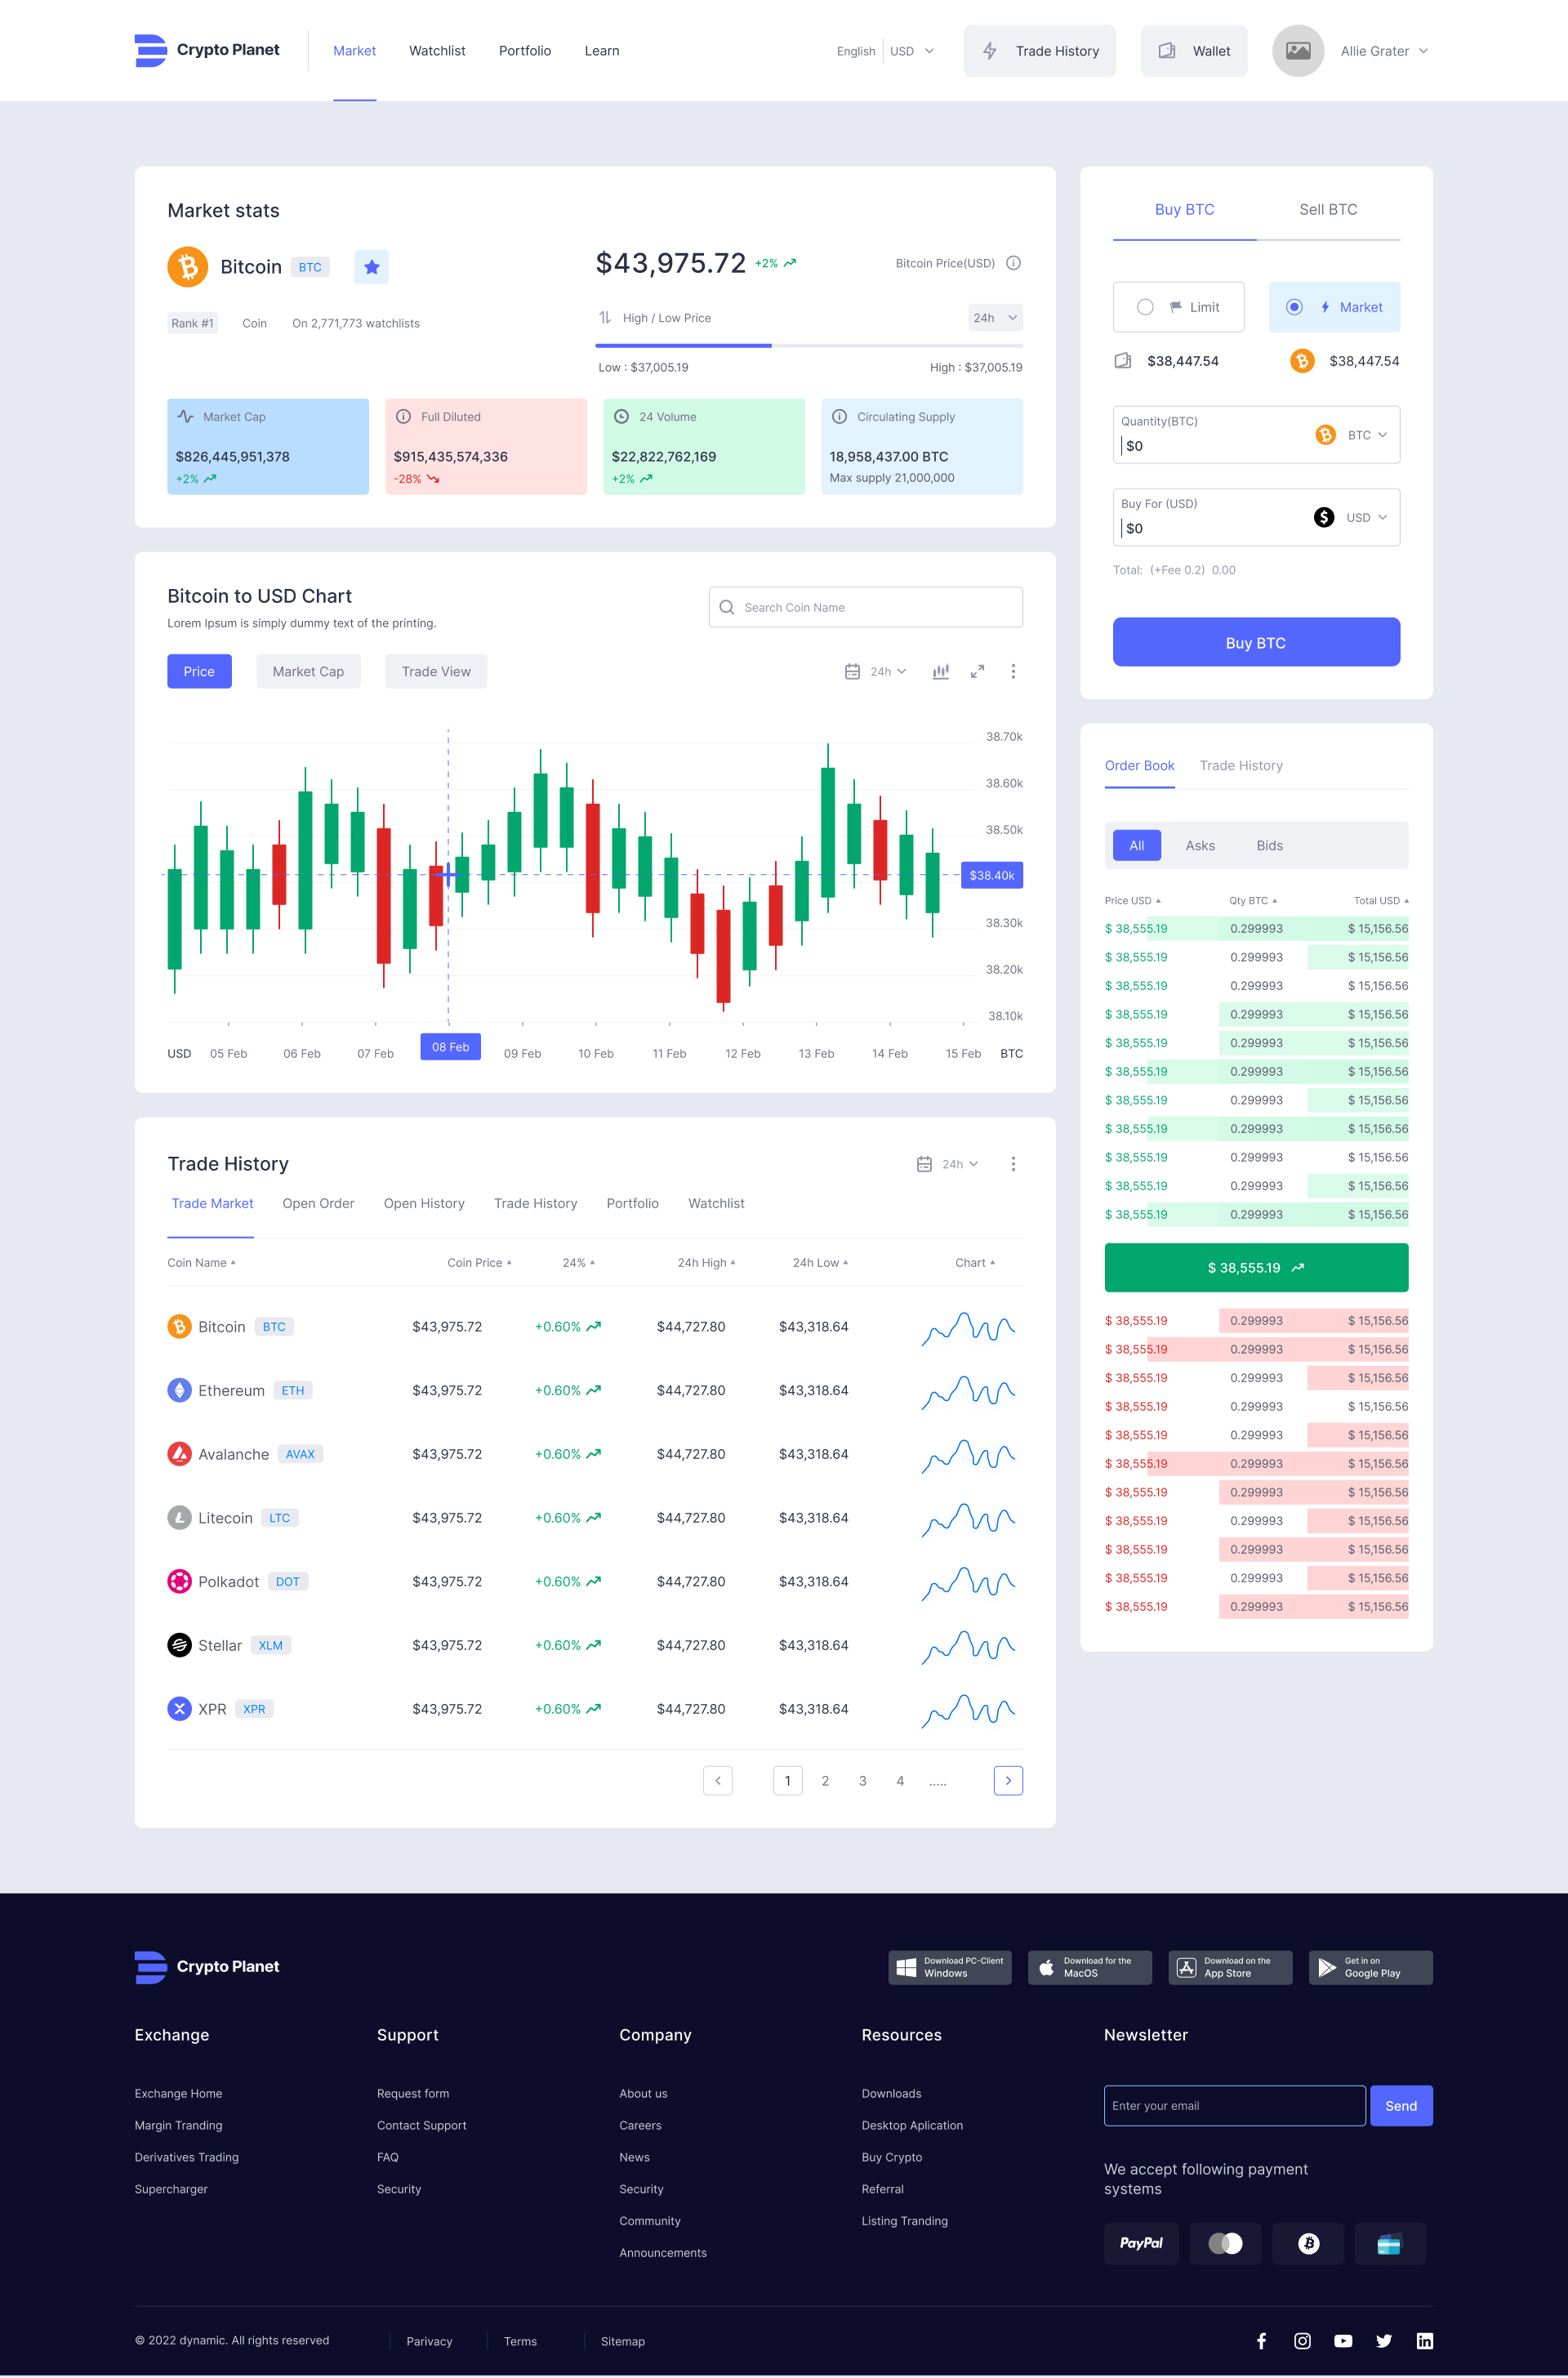 Crypto Planet
Market
Watchlist
Portfolio
Learn
English
USD
Trade History
Wallet
Allie Grater
Market stats
Bitcoin BTC
Rank #1
Coin
On 2,771,773 watchlists
$43,975.72 +2%
Bitcoin Price(USD)
High / Low Price
24h
Low : $37,005.19
High : $37,005.19
Market Cap
$826,445,951,378
+2%
Full Diluted
$915,435,574,336
-28%
24 Volume
$22,822,762,169
+2%
Circulating Supply
18,958,437.00 BTC
Max supply 21,000,000
Buy BTC
Sell BTC
Limit
Market
$38,447.54
$38,447.54
Quantity(BTC)
$0
BTC
Buy For (USD)
$0
USD
Total: (+Fee 0.2) 0.00
Buy BTC
Bitcoin to USD Chart
Lorem Ipsum is simply dummy text of the printing.
Search Coin Name
Price
Market Cap
Trade View
24h
38.70k
38.60k
38.50k
$38.40k
38.30k
38.20k
38.10k
USD 05 Feb 06 Feb 07 Feb 08 Feb 09 Feb 10 Feb 11 Feb 12 Feb 13 Feb 14 Feb 15 Feb BTC
Order Book
Trade History
All
Asks
Bids
Price USD Qty BTC Total USD
$ 38,555.19 0.299993 $ 15,156.56
$ 38,555.19 0.299993 $ 15,156.56
$ 38,555.19 0.299993 $ 15,156.56
$ 38,555.19 0.299993 $ 15,156.56
$ 38,555.19 0.299993 $ 15,156.56
$ 38,555.19 0.299993 $ 15,156.56
$ 38,555.19 0.299993 $ 15,156.56
$ 38,555.19 0.299993 $ 15,156.56
$ 38,555.19 0.299993 $ 15,156.56
$ 38,555.19 0.299993 $ 15,156.56
$ 38,555.19 0.299993 $ 15,156.56
$ 38,555.19
$ 38,555.19 0.299993 $ 15,156.56
$ 38,555.19 0.299993 $ 15,156.56
$ 38,555.19 0.299993 $ 15,156.56
$ 38,555.19 0.299993 $ 15,156.56
$ 38,555.19 0.299993 $ 15,156.56
$ 38,555.19 0.299993 $ 15,156.56
$ 38,555.19 0.299993 $ 15,156.56
$ 38,555.19 0.299993 $ 15,156.56
$ 38,555.19 0.299993 $ 15,156.56
$ 38,555.19 0.299993 $ 15,156.56
$ 38,555.19 0.299993 $ 15,156.56
Trade History
24h
Trade Market
Open Order
Open History
Trade History
Portfolio
Watchlist
Coin Name Coin Price 24% 24h High 24h Low Chart
Bitcoin BTC $43,975.72 +0.60% $44,727.80 $43,318.64
Ethereum ETH $43,975.72 +0.60% $44,727.80 $43,318.64
Avalanche AVAX $43,975.72 +0.60% $44,727.80 $43,318.64
Litecoin LTC $43,975.72 +0.60% $44,727.80 $43,318.64
Polkadot DOT $43,975.72 +0.60% $44,727.80 $43,318.64
Stellar XLM $43,975.72 +0.60% $44,727.80 $43,318.64
XPR XPR $43,975.72 +0.60% $44,727.80 $43,318.64
1 2 3 4 .....
Crypto Planet
Download PC-Client
Windows
Download for the
MacOS
Download on the
App Store
Get in on
Google Play
Exchange
Exchange Home
Margin Tranding
Derivatives Trading
Supercharger
Support
Request form
Contact Support
FAQ
Security
Company
About us
Careers
News
Security
Community
Announcements
Resources
Downloads
Desktop Aplication
Buy Crypto
Referral
Listing Tranding
Newsletter
Enter your email
Send
We accept following payment
systems
PayPal
© 2022 dynamic. All rights reserved
Parivacy
Terms
Sitemap